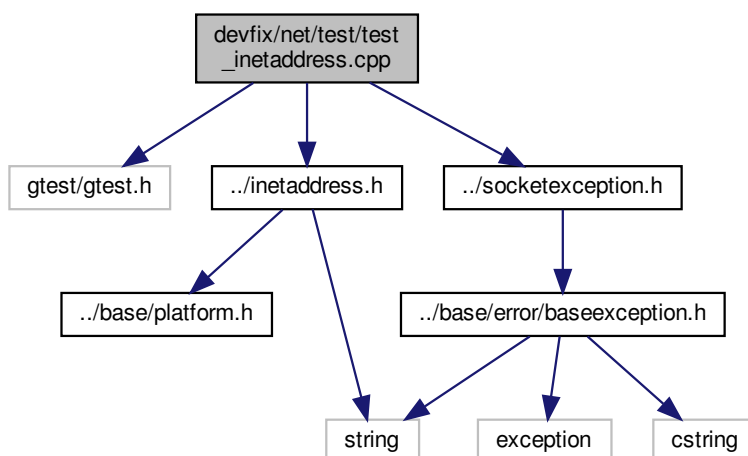 devfix/net/test/test
_inetaddress.cpp
gtest/gtest.h
../inetaddress.h
../socketexception.h
../base/platform.h
../base/error/baseexception.h
string
exception
cstring